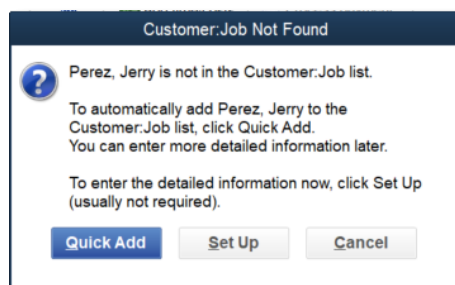 Customer:Job Not Found
Perez, Jerry is not in the Customer:Job list.
To automatically add Perez, Jerry to the
Customer:Job list, click Quick Add.
You can enter more detailed information later.
To enter the detailed information now, click Set Up
(usually not required).
Quick Add
Set Up
Cancel